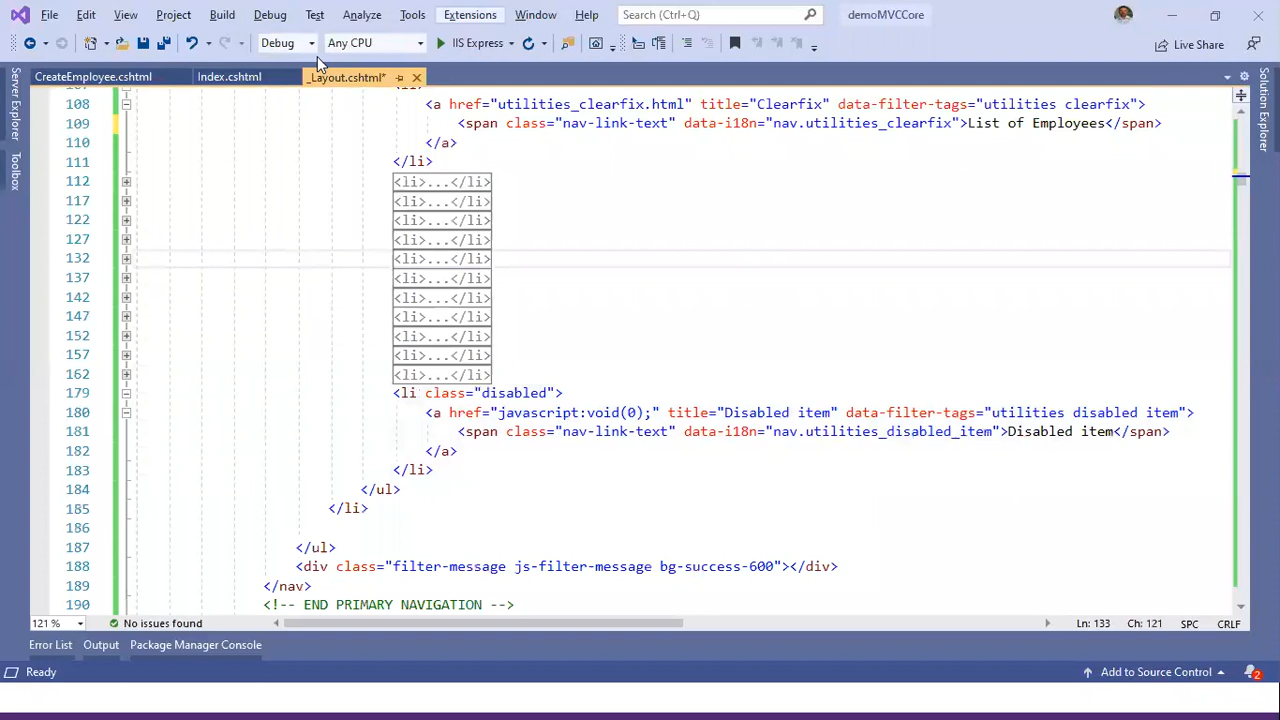 File Edit View Project Build Debug Test Analyze Tools Extensions Window Help Search (Ctrl+Q) demoMVCCore
Debug Any CPU IIS Express Live Share
CreateEmployee.cshtml Index.cshtml _Layout.cshtml*
Server Explorer
Toolbox
Solution Explorer
108 <a href="utilities_clearfix.html" title="Clearfix" data-filter-tags="utilities clearfix">
109 <span class="nav-link-text" data-i18n="nav.utilities_clearfix">List of Employees</span>
110 </a>
111 </li>
112 <li>...</li>
117 <li>...</li>
122 <li>...</li>
127 <li>...</li>
132 <li>...</li>
137 <li>...</li>
142 <li>...</li>
147 <li>...</li>
152 <li>...</li>
157 <li>...</li>
162 <li>...</li>
179 <li class="disabled">
180 <a href="javascript:void(0);" title="Disabled item" data-filter-tags="utilities disabled item">
181 <span class="nav-link-text" data-i18n="nav.utilities_disabled_item">Disabled item</span>
182 </a>
183 </li>
184 </ul>
185 </li>
186
187 </ul>
188 <div class="filter-message js-filter-message bg-success-600"></div>
189 </nav>
190 <!-- END PRIMARY NAVIGATION -->
121 % No issues found Ln: 133 Ch: 121 SPC CRLF
Error List Output Package Manager Console
Ready Add to Source Control 2